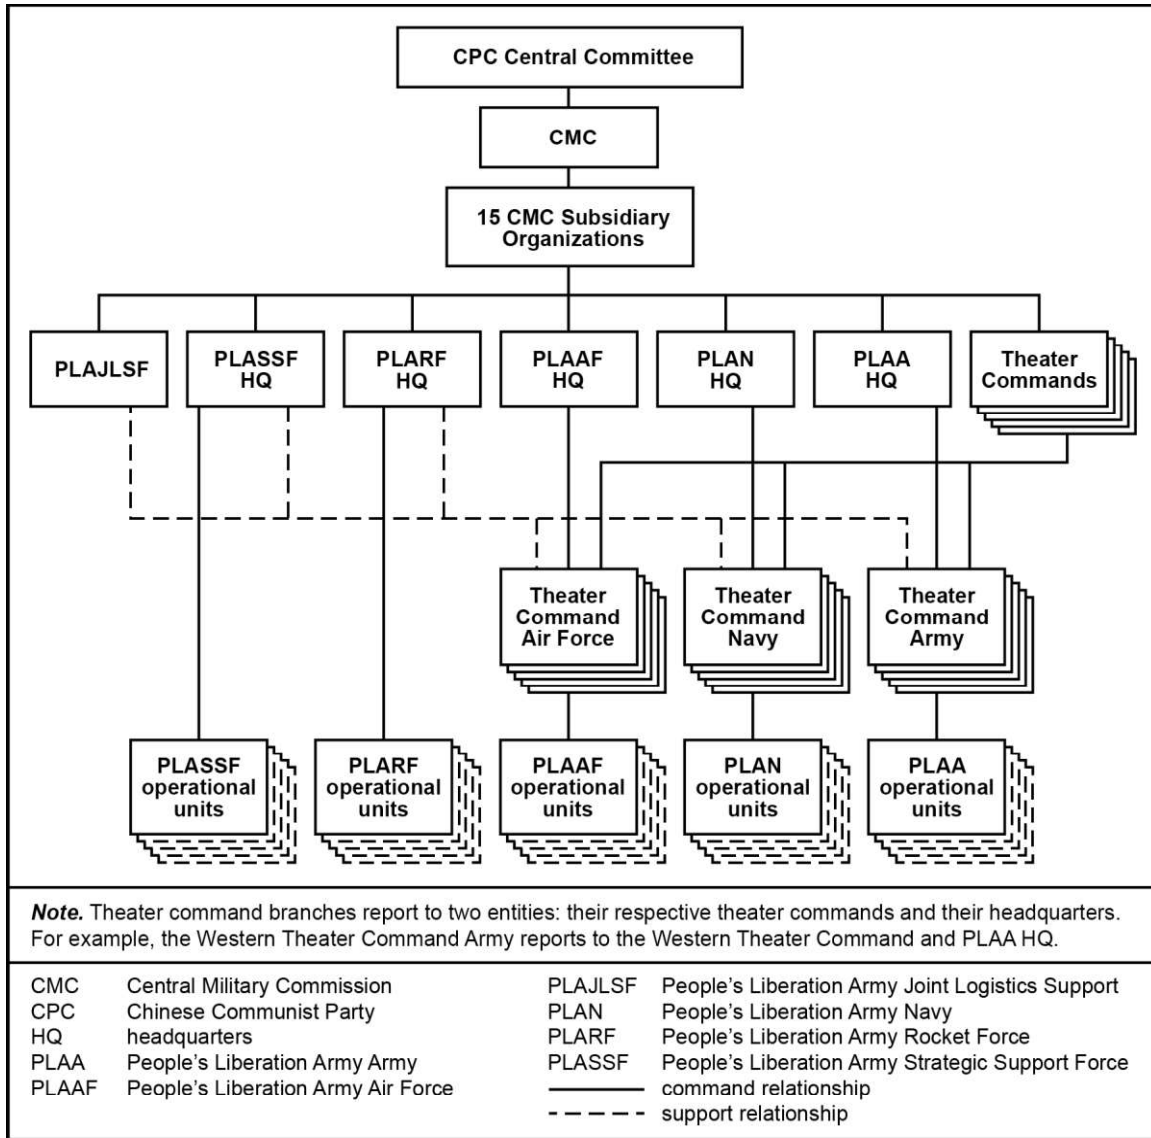 CPC Central Committee
CMC
15 CMC Subsidiary
Organizations
PLAJLSF
PLASSF
HQ
PLARF
HQ
PLAAF
HQ
PLAN
HQ
PLAA
HQ
Theater
Commands
Theater
Command
Air Force
Theater
Command
Navy
Theater
Command
Army
PLASSF
operational
units
PLARF
operational
units
PLAAF
operational
units
PLAN
operational
units
PLAA
operational
units
Note. Theater command branches report to two entities: their respective theater commands and their headquarters.
For example, the Western Theater Command Army reports to the Western Theater Command and PLAA HQ.
CMC Central Military Commission
CPC Chinese Communist Party
HQ headquarters
PLAA People's Liberation Army Army
PLAAF People's Liberation Army Air Force
PLAJLSF People's Liberation Army Joint Logistics Support
PLAN People's Liberation Army Navy
PLARF People's Liberation Army Rocket Force
PLASSF People's Liberation Army Strategic Support Force
command relationship
support relationship